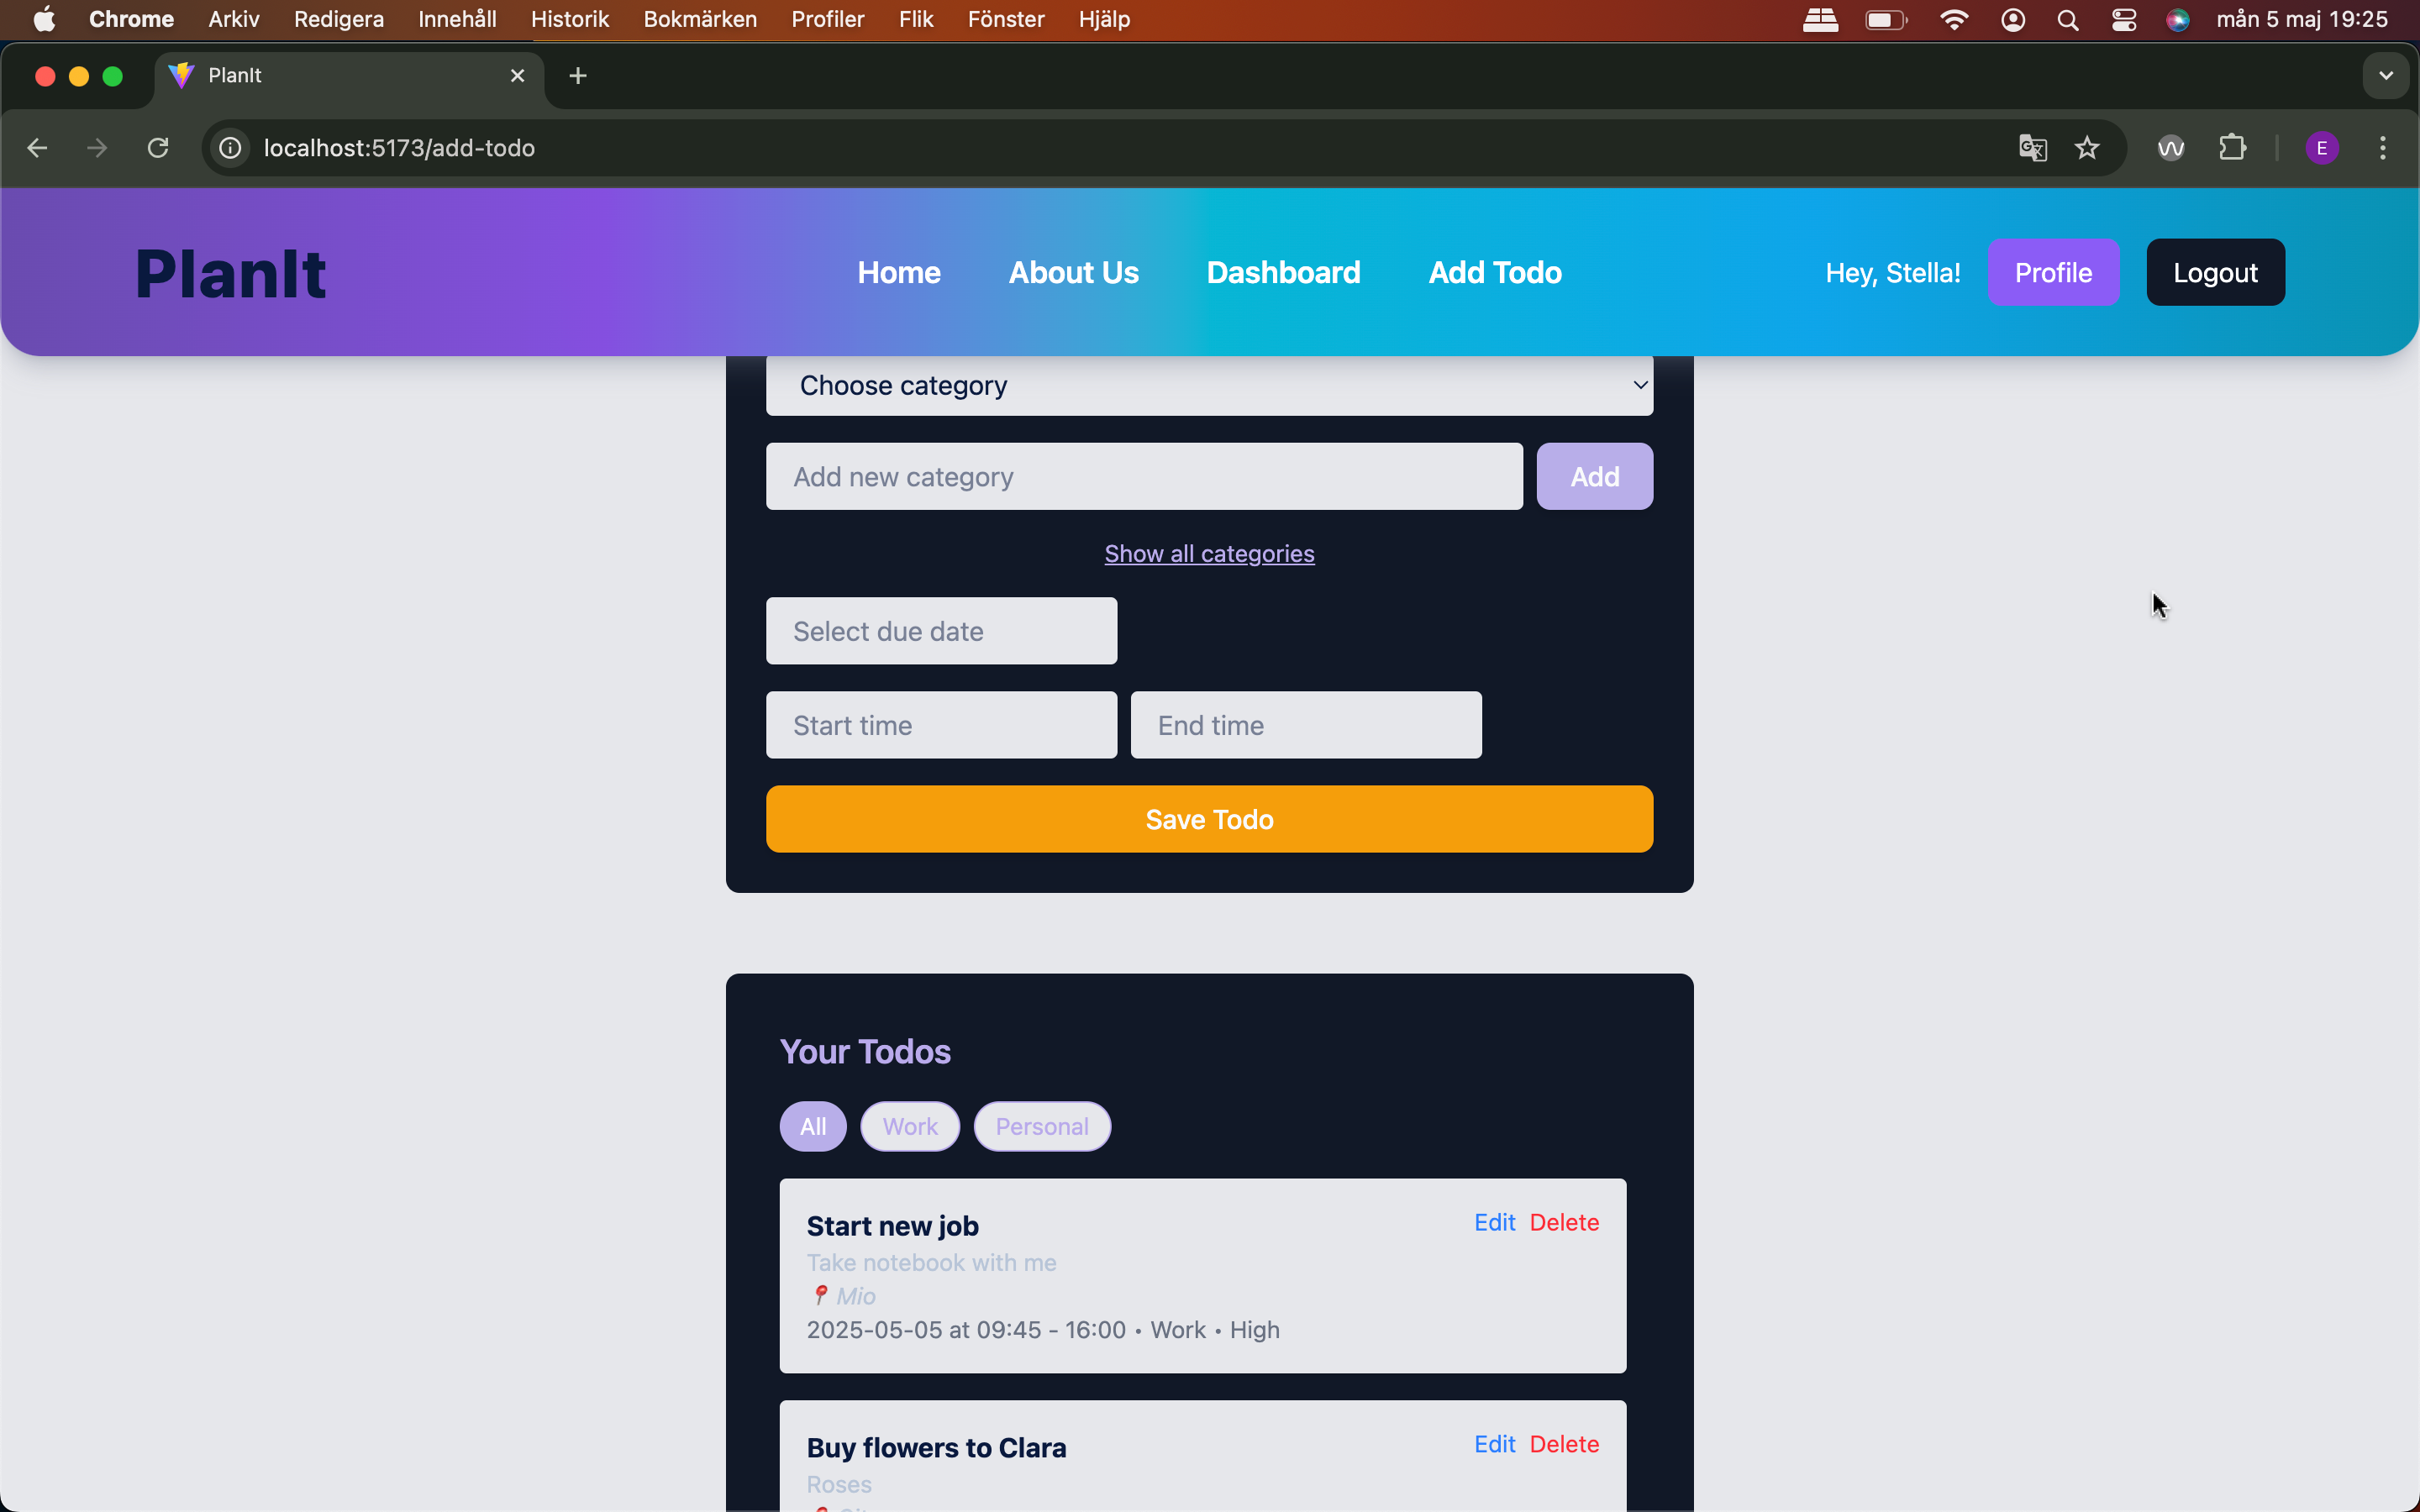 Chrome Arkiv Redigera Innehåll Historik Bokmärken Profiler Flik Fönster Hjälp mån 5 maj 19:25
PlanIt
localhost:5173/add-todo E
PlanIt Home About Us Dashboard Add Todo Hey, Stella! Profile Logout
Choose category
Add new category Add
Show all categories
Select due date
Start time End time
Save Todo
Your Todos
All Work Personal
Start new job Edit Delete
Take notebook with me
📍 Mio
2025-05-05 at 09:45 - 16:00 • Work • High
Buy flowers to Clara Edit Delete
Roses